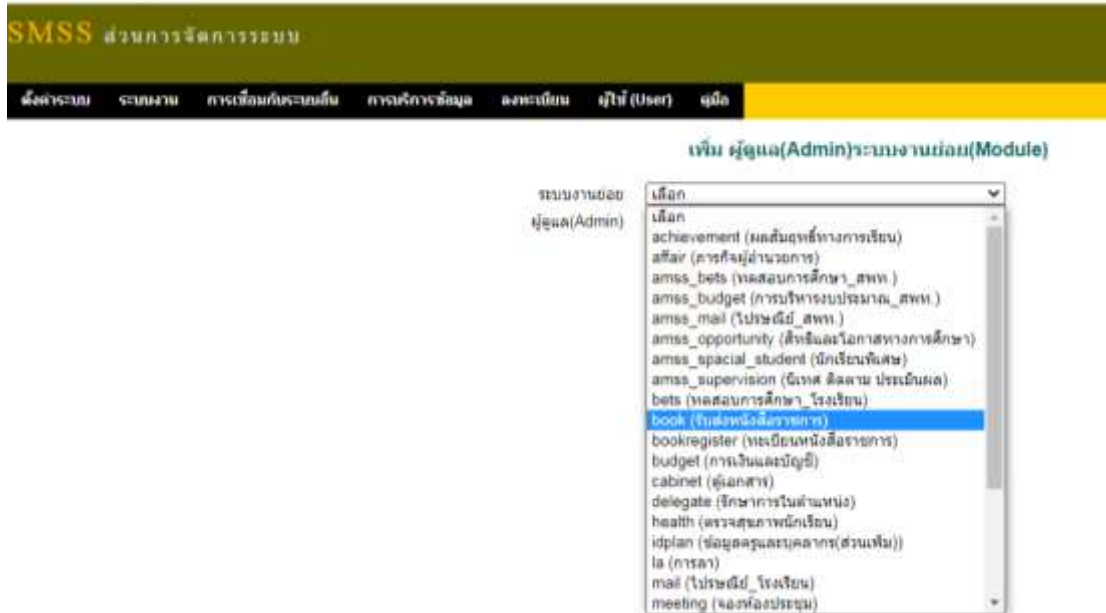 SMSS ส่วนการจัดการระบบ
ตั้งค่าระบบ ระบบงาน การเชื่อมกับระบบอื่น การบริการข้อมูล ลงทะเบียน ผู้ใช้ (User) คู่มือ
เพิ่ม ผู้ดูแล(Admin)ระบบงานย่อย(Module)
ระบบงานย่อย เลือก
ผู้ดูแล(Admin) เลือก
achievement (ผลสัมฤทธิ์ทางการเรียน)
affair (ภารกิจผู้อำนวยการ)
amss_bets (ทดสอบการศึกษา_สพท.)
amss_budget (การบริหารงบประมาณ_สพท.)
amss_mail (ไปรษณีย์_สพท.)
amss_opportunity (สิทธิและโอกาสทางการศึกษา)
amss_spacial_student (นักเรียนพิเศษ)
amss_supervision (นิเทศ ติดตาม ประเมินผล)
bets (ทดสอบการศึกษา_โรงเรียน)
book (รับส่งหนังสือราชการ)
bookregister (ทะเบียนหนังสือราชการ)
budget (การเงินและบัญชี)
cabinet (ตู้เอกสาร)
delegate (รักษาการในตำแหน่ง)
health (ตรวจสุขภาพนักเรียน)
idplan (ข้อมูลครูและบุคลากร(ส่วนเพิ่ม))
la (การลา)
mail (ไปรษณีย์_โรงเรียน)
meeting (จองห้องประชุม)